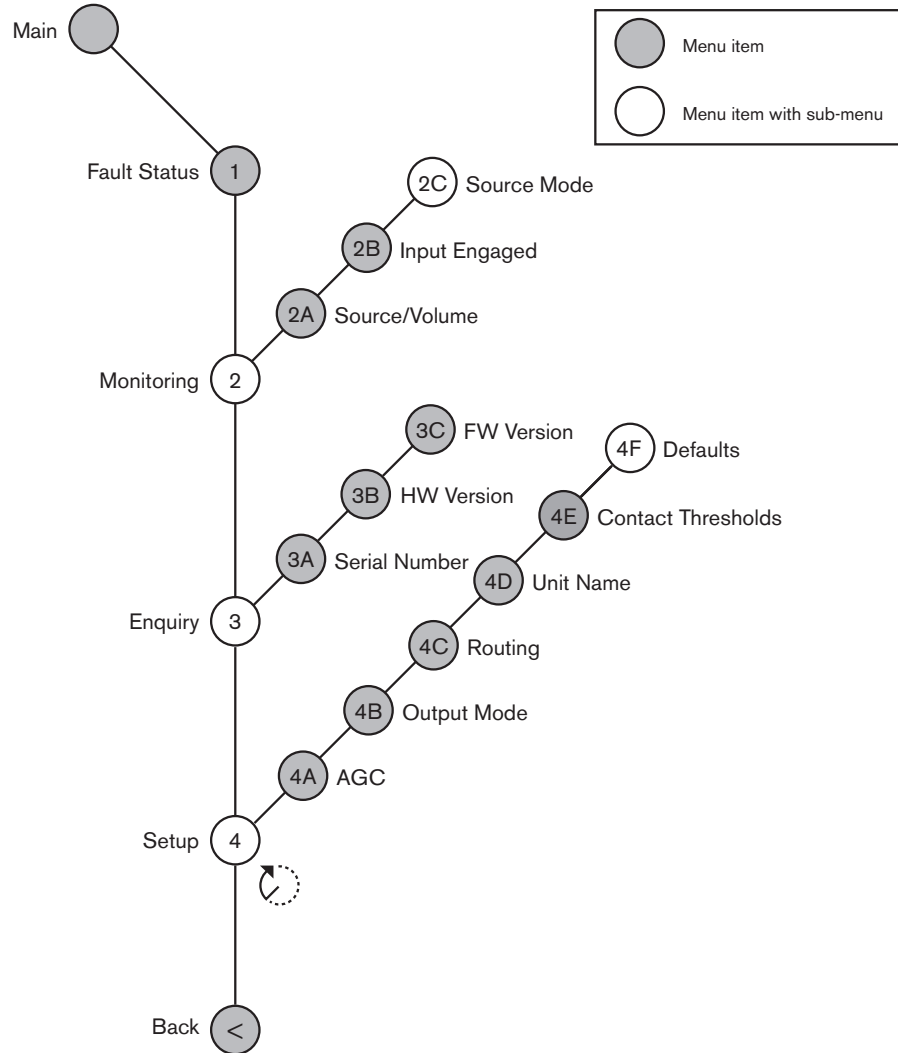 Main
Menu item
Menu item with sub-menu
Fault Status 1
2C Source Mode
2B Input Engaged
2A Source/Volume
Monitoring 2
3C FW Version
4F Defaults
3B HW Version
4E Contact Thresholds
3A Serial Number
4D Unit Name
Enquiry 3
4C Routing
4B Output Mode
4A AGC
Setup 4
Back <